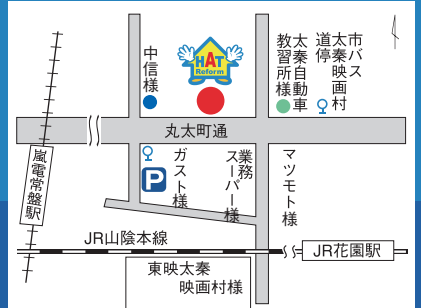 中信様
HAT
Reform
太秦自動車
教習所様
市バス
太秦映画村
道停
丸太町通
嵐電常盤駅
P
ガスト様
業務
スーパー様
マツモト様
JR山陰本線
JR花園駅
東映太秦
映画村様